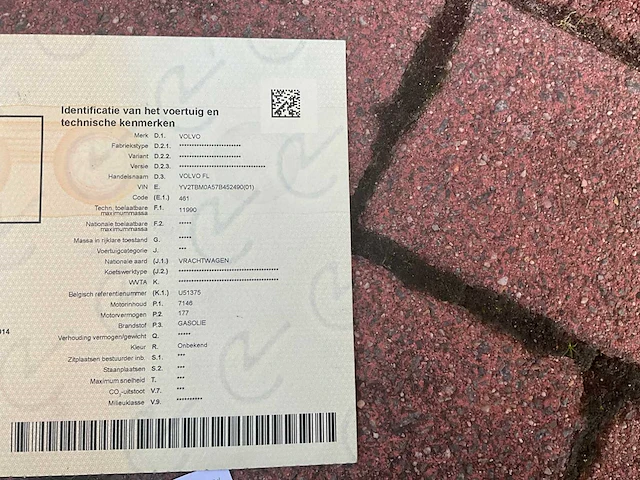 Identificatie van het voertuig en
technische kenmerken
Merk D.1. VOLVO
Fabriekstype D.2.1. **********************
Variant D.2.2. **********************
Versie D.2.3. ******************************
Handelsnaam D.3. VOLVO FL
VIN E. YV2TBM0A57B452490(01)
Code (E.1.) 461
Techn. toelaatbare
maximummassa F.1. 11990
Nationale toelaatbare
maximummassa F.2. *****
Massa in rijklare toestand G. *****
Voertuigcategorie J. ***
Nationale aard (J.1.) VRACHTWAGEN
Koetswerktype (J.2.) ***********************************
WVTA K. ***********************************
Belgisch referentienummer (K.1.) U51375
Motorinhoud P.1. 7146
Motorvermogen P.2. 177
Brandstof P.3. GASOLIE
Verhouding vermogen/gewicht Q. *****
Kleur R. Onbekend
Zitplaatsen bestuurder inb. S.1. ***
Staanplaatsen S.2. ***
Maximum snelheid T. ***
CO₂-uitstoot V.7. ***
Milieuklasse V.9. **********
014